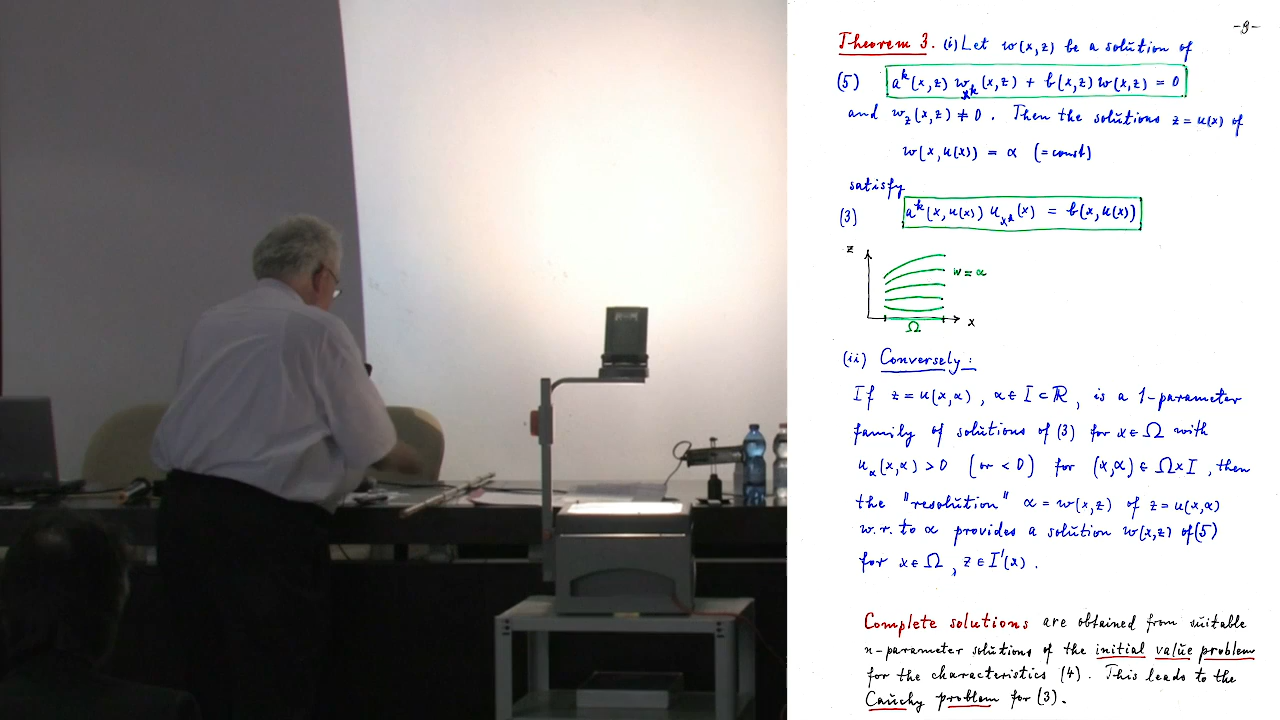 -9-
Theorem 3. (i) Let w(x,z) be a solution of
(5) a^k(x,z) w_{x^k}(x,z) + b(x,z) w(x,z) = 0
and w_z(x,z) ≠ 0. Then the solutions z = u(x) of
w(x,u(x)) = α (=const)
satisfy
(3) a^k(x,u(x)) u_{x^k}(x) = b(x,u(x))
z
w = α
x
Ω
(ii) Conversely:
If z = u(x,α), α ∈ I ⊂ ℝ, is a 1-parameter
family of solutions of (3) for x ∈ Ω with
u_α(x,α) > 0 (or < 0) for (x,α) ∈ Ω x I, then
the "resolution" α = w(x,z) of z = u(x,α)
w.r. to α provides a solution w(x,z) of (5)
for x ∈ Ω, z ∈ I'(x).
Complete solutions are obtained from suitable
n-parameter solutions of the initial value problem
for the characteristics (4). This leads to the
Cauchy problem for (3).